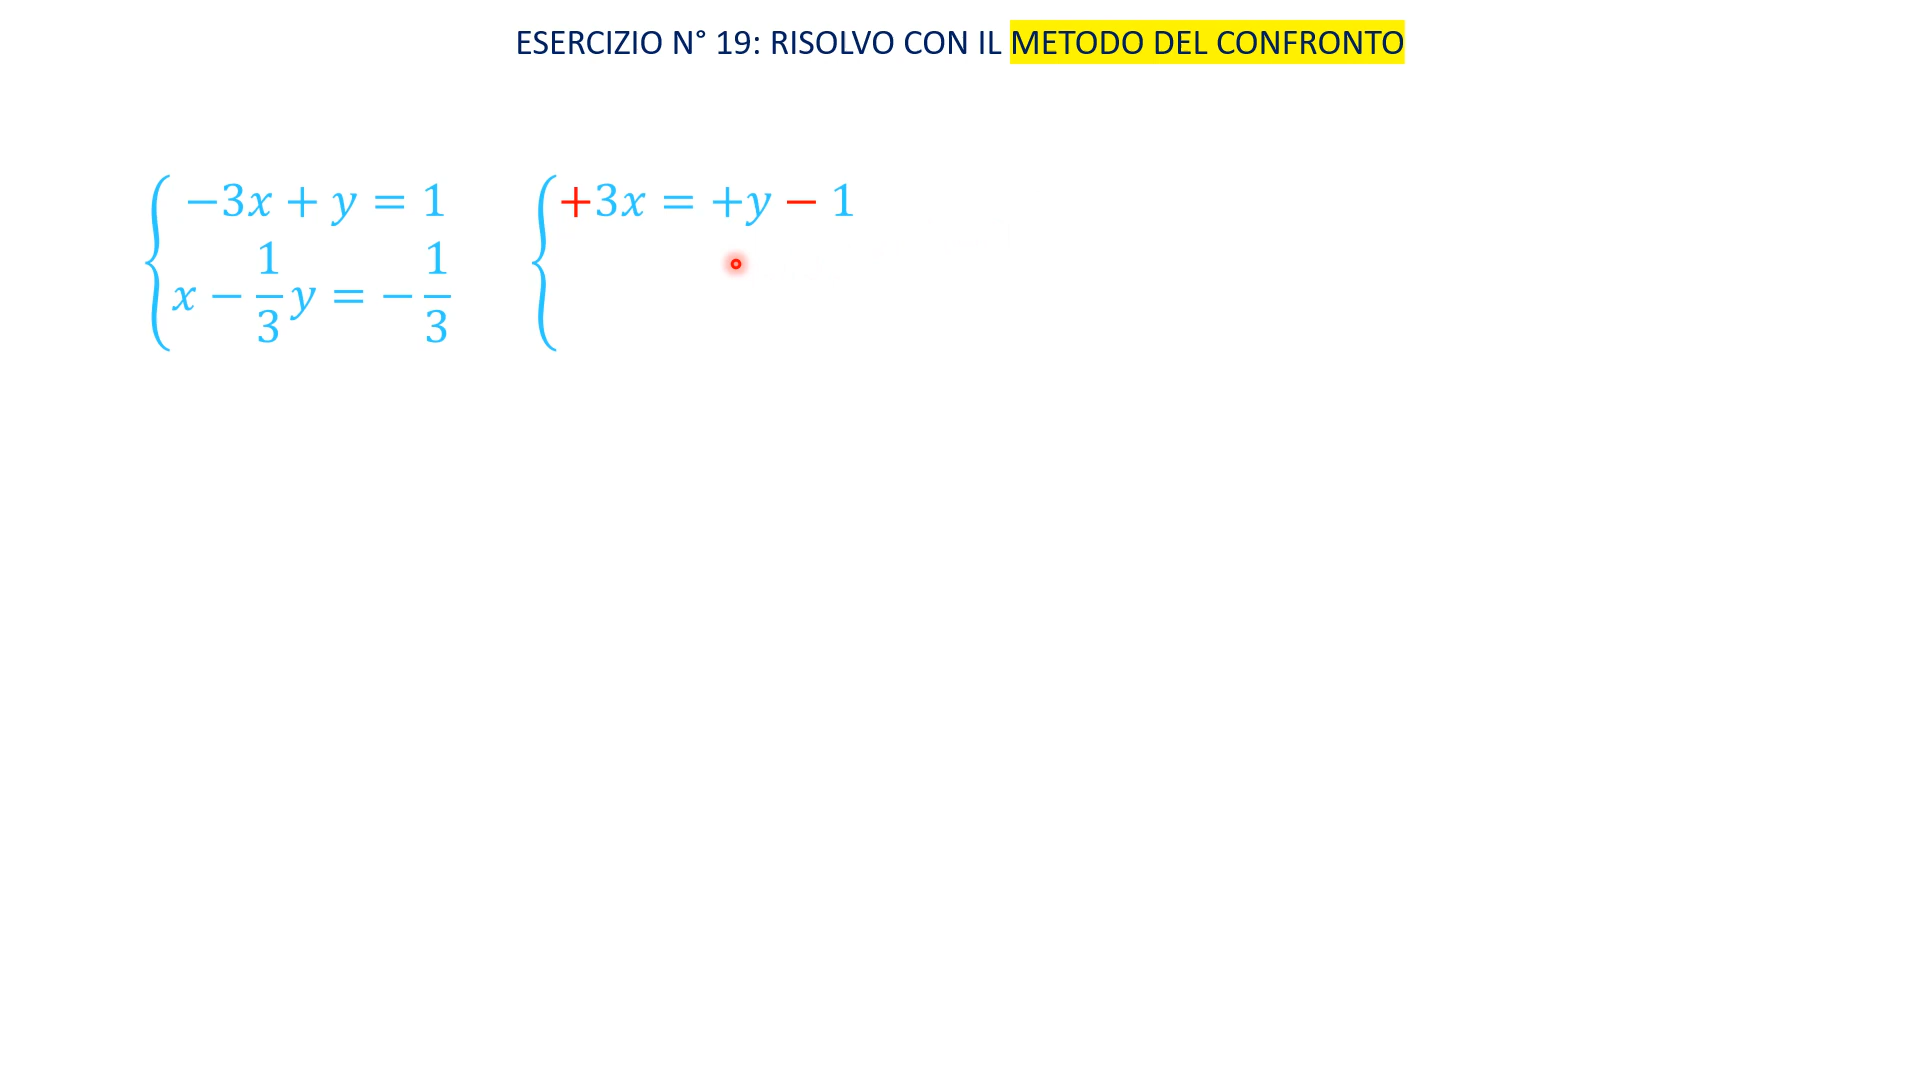 ESERCIZIO N° 19: RISOLVO CON IL METODO DEL CONFRONTO
−3x + y = 1
x − 1/3 y = − 1/3
+3x = +y − 1